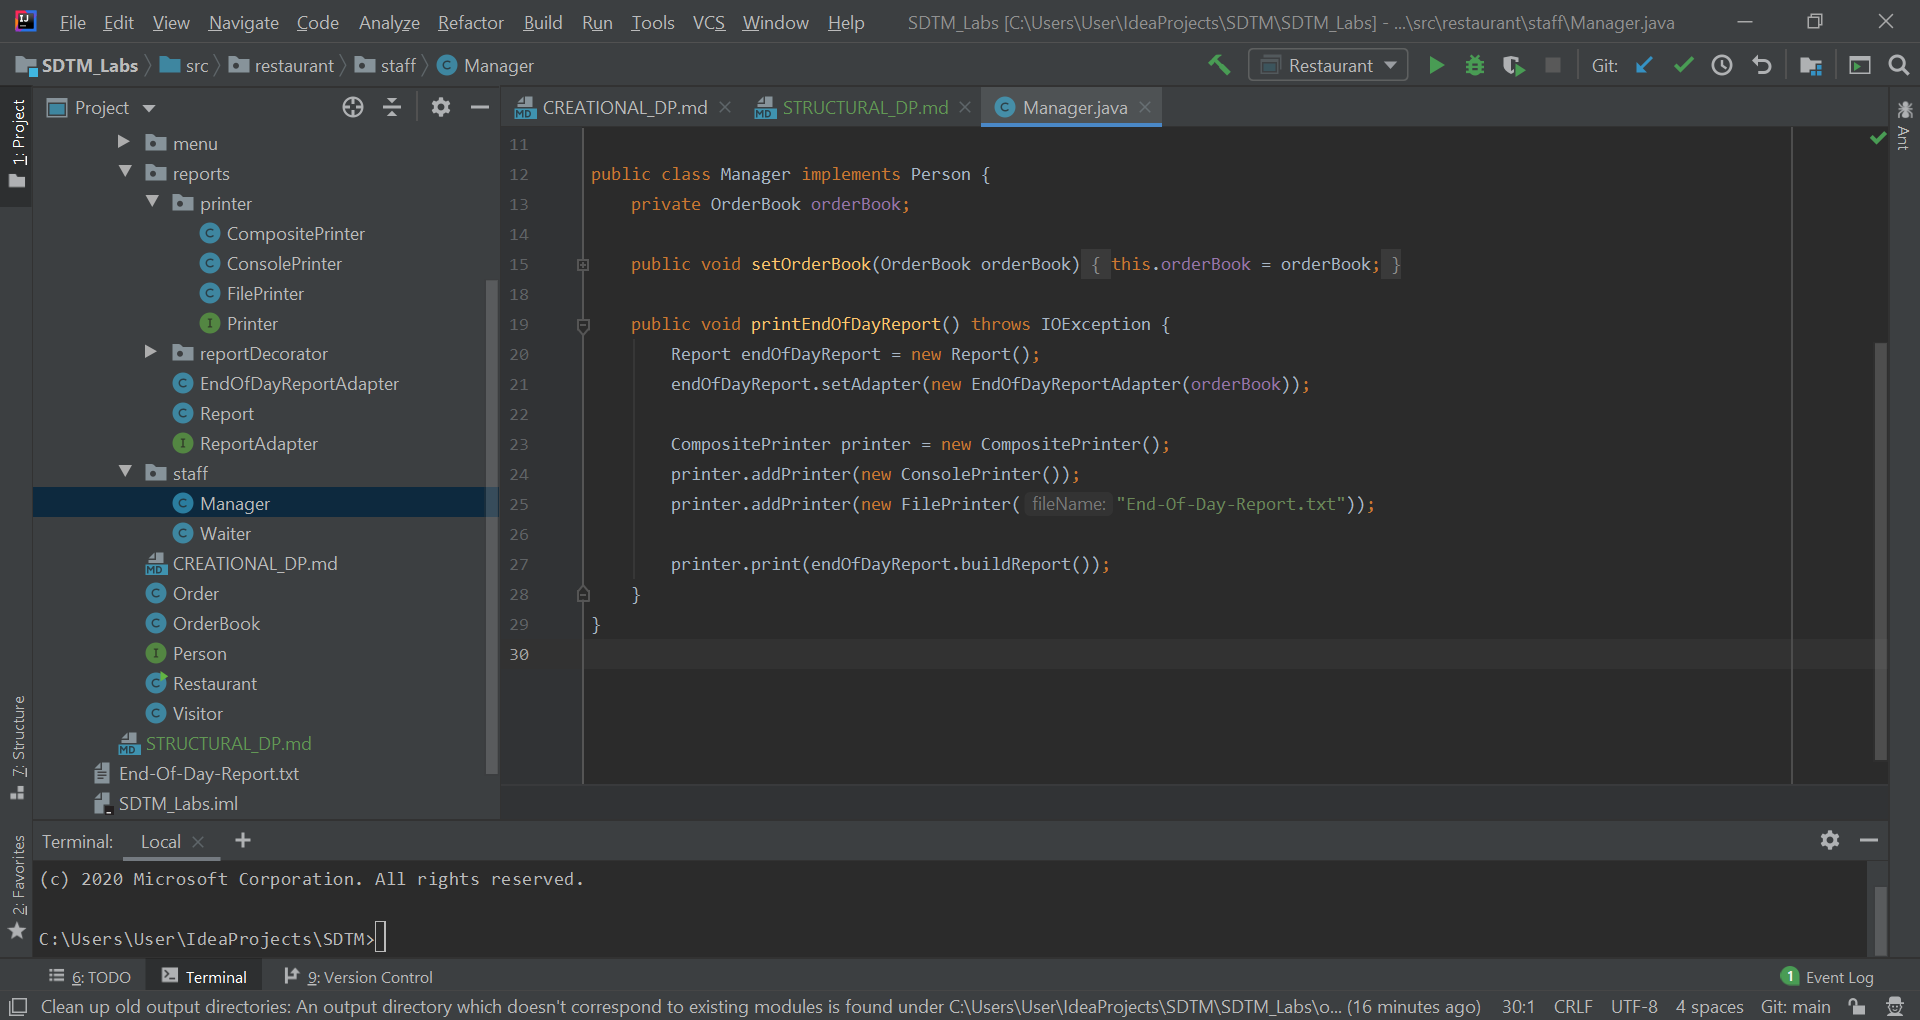 File Edit View Navigate Code Analyze Refactor Build Run Tools VCS Window Help SDTM_Labs [C:\Users\User\IdeaProjects\SDTM\SDTM_Labs] - ...\src\restaurant\staff\Manager.java
SDTM_Labs src restaurant staff Manager Restaurant Git:
1: Project
Project
menu
reports
printer
CompositePrinter
ConsolePrinter
FilePrinter
Printer
reportDecorator
EndOfDayReportAdapter
Report
ReportAdapter
staff
Manager
Waiter
CREATIONAL_DP.md
Order
OrderBook
Person
Restaurant
Visitor
STRUCTURAL_DP.md
End-Of-Day-Report.txt
SDTM_Labs.iml
7: Structure
2: Favorites
CREATIONAL_DP.md STRUCTURAL_DP.md Manager.java
Ant
11
12 public class Manager implements Person {
13 private OrderBook orderBook;
14
15 public void setOrderBook(OrderBook orderBook) { this.orderBook = orderBook; }
18
19 public void printEndOfDayReport() throws IOException {
20 Report endOfDayReport = new Report();
21 endOfDayReport.setAdapter(new EndOfDayReportAdapter(orderBook));
22
23 CompositePrinter printer = new CompositePrinter();
24 printer.addPrinter(new ConsolePrinter());
25 printer.addPrinter(new FilePrinter( fileName: "End-Of-Day-Report.txt"));
26
27 printer.print(endOfDayReport.buildReport());
28 }
29 }
30
Terminal: Local
(c) 2020 Microsoft Corporation. All rights reserved.
C:\Users\User\IdeaProjects\SDTM>
6: TODO Terminal 9: Version Control 1 Event Log
Clean up old output directories: An output directory which doesn't correspond to existing modules is found under C:\Users\User\IdeaProjects\SDTM\SDTM_Labs\o... (16 minutes ago) 30:1 CRLF UTF-8 4 spaces Git: main